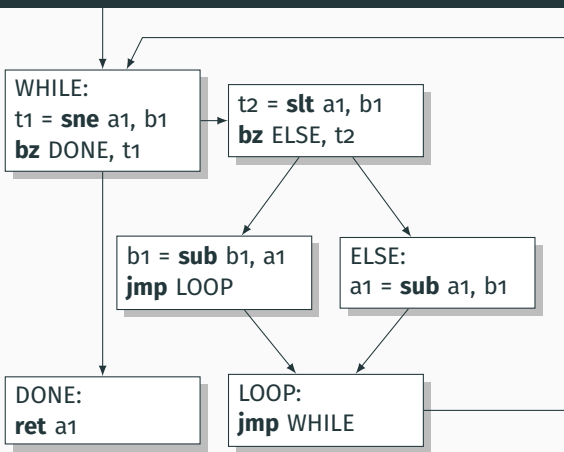 WHILE:
t1 = sne a1, b1
bz DONE, t1
t2 = slt a1, b1
bz ELSE, t2
b1 = sub b1, a1
jmp LOOP
ELSE:
a1 = sub a1, b1
DONE:
ret a1
LOOP:
jmp WHILE